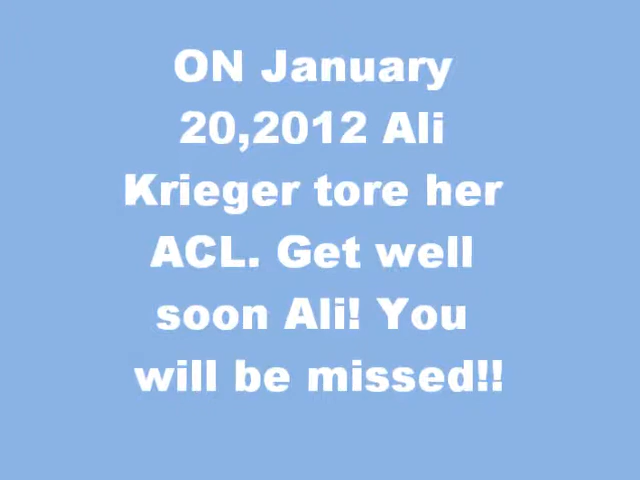 ON January
20,2012 Ali
Krieger tore her
ACL. Get well
soon Ali! You
will be missed!!